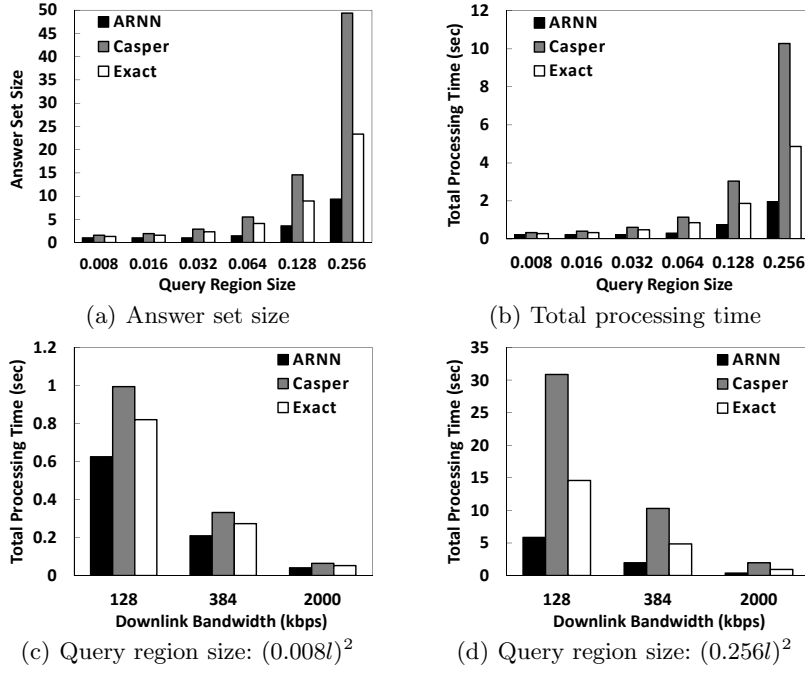 50
45
40
35
30
25
20
15
10
5
0
Answer Set Size
ARNN
Casper
Exact
0.008 0.016 0.032 0.064 0.128 0.256
Query Region Size
(a) Answer set size
12
10
8
6
4
2
0
Total Processing Time (sec)
ARNN
Casper
Exact
0.008 0.016 0.032 0.064 0.128 0.256
Query Region Size
(b) Total processing time
1.2
1
0.8
0.6
0.4
0.2
0
Total Processing Time (sec)
ARNN
Casper
Exact
128 384 2000
Downlink Bandwidth (kbps)
(c) Query region size: (0.008l)²
35
30
25
20
15
10
5
0
Total Processing Time (sec)
ARNN
Casper
Exact
128 384 2000
Downlink Bandwidth (kbps)
(d) Query region size: (0.256l)²